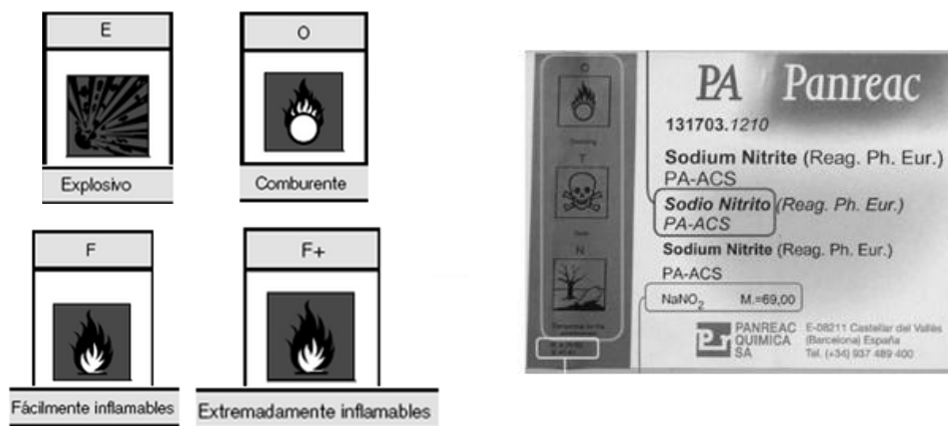 E
Explosivo
O
Comburente
F
Fácilmente inflamables
F+
Extremadamente inflamables
O
T
N
PA Panreac
131703.1210
Sodium Nitrite (Reag. Ph. Eur.)
PA-ACS
Sodio Nitrito (Reag. Ph. Eur.)
PA-ACS
Sodium Nitrite (Reag. Ph. Eur.)
PA-ACS
NaNO₂ M.=69,00
PANREAC
QUIMICA
SA
E-08211 Castellar del Vallès
(Barcelona) España
Tel. (+34) 937 489 400